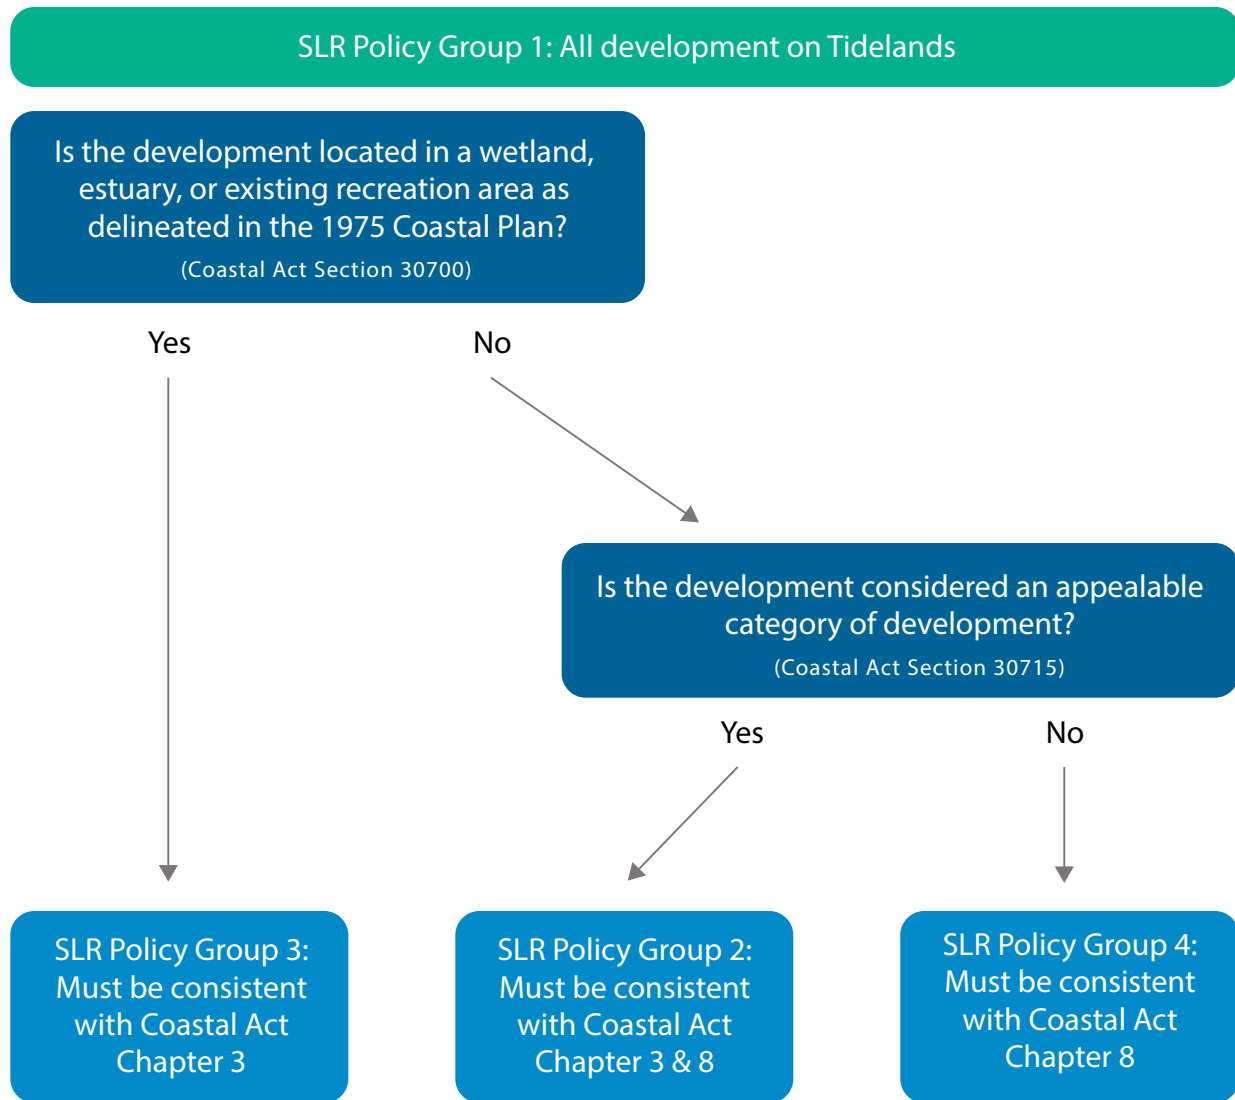 SLR Policy Group 1: All development on Tidelands
Is the development located in a wetland,
estuary, or existing recreation area as
delineated in the 1975 Coastal Plan?
(Coastal Act Section 30700)
Yes
No
Is the development considered an appealable
category of development?
(Coastal Act Section 30715)
Yes
No
SLR Policy Group 3:
Must be consistent
with Coastal Act
Chapter 3
SLR Policy Group 2:
Must be consistent
with Coastal Act
Chapter 3 & 8
SLR Policy Group 4:
Must be consistent
with Coastal Act
Chapter 8